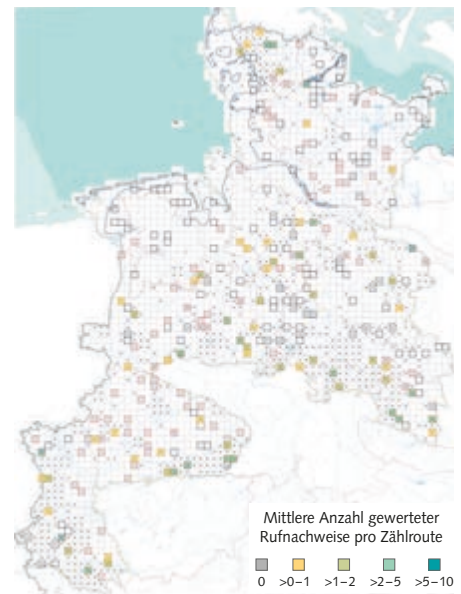 Mittlere Anzahl gewerteter
Rufnachweise pro Zählroute
0 >0–1 >1–2 >2–5 >5–10